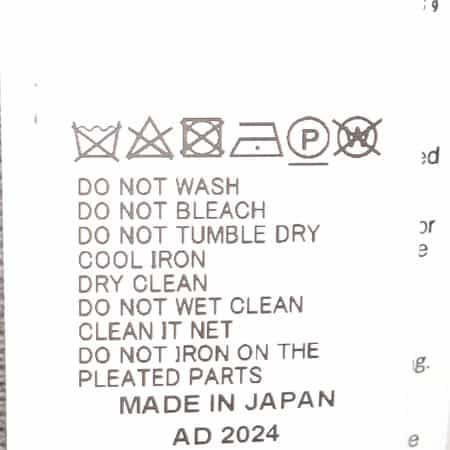 P W
DO NOT WASH
DO NOT BLEACH
DO NOT TUMBLE DRY
COOL IRON
DRY CLEAN
DO NOT WET CLEAN
CLEAN IT NET
DO NOT IRON ON THE
PLEATED PARTS
MADE IN JAPAN
AD 2024